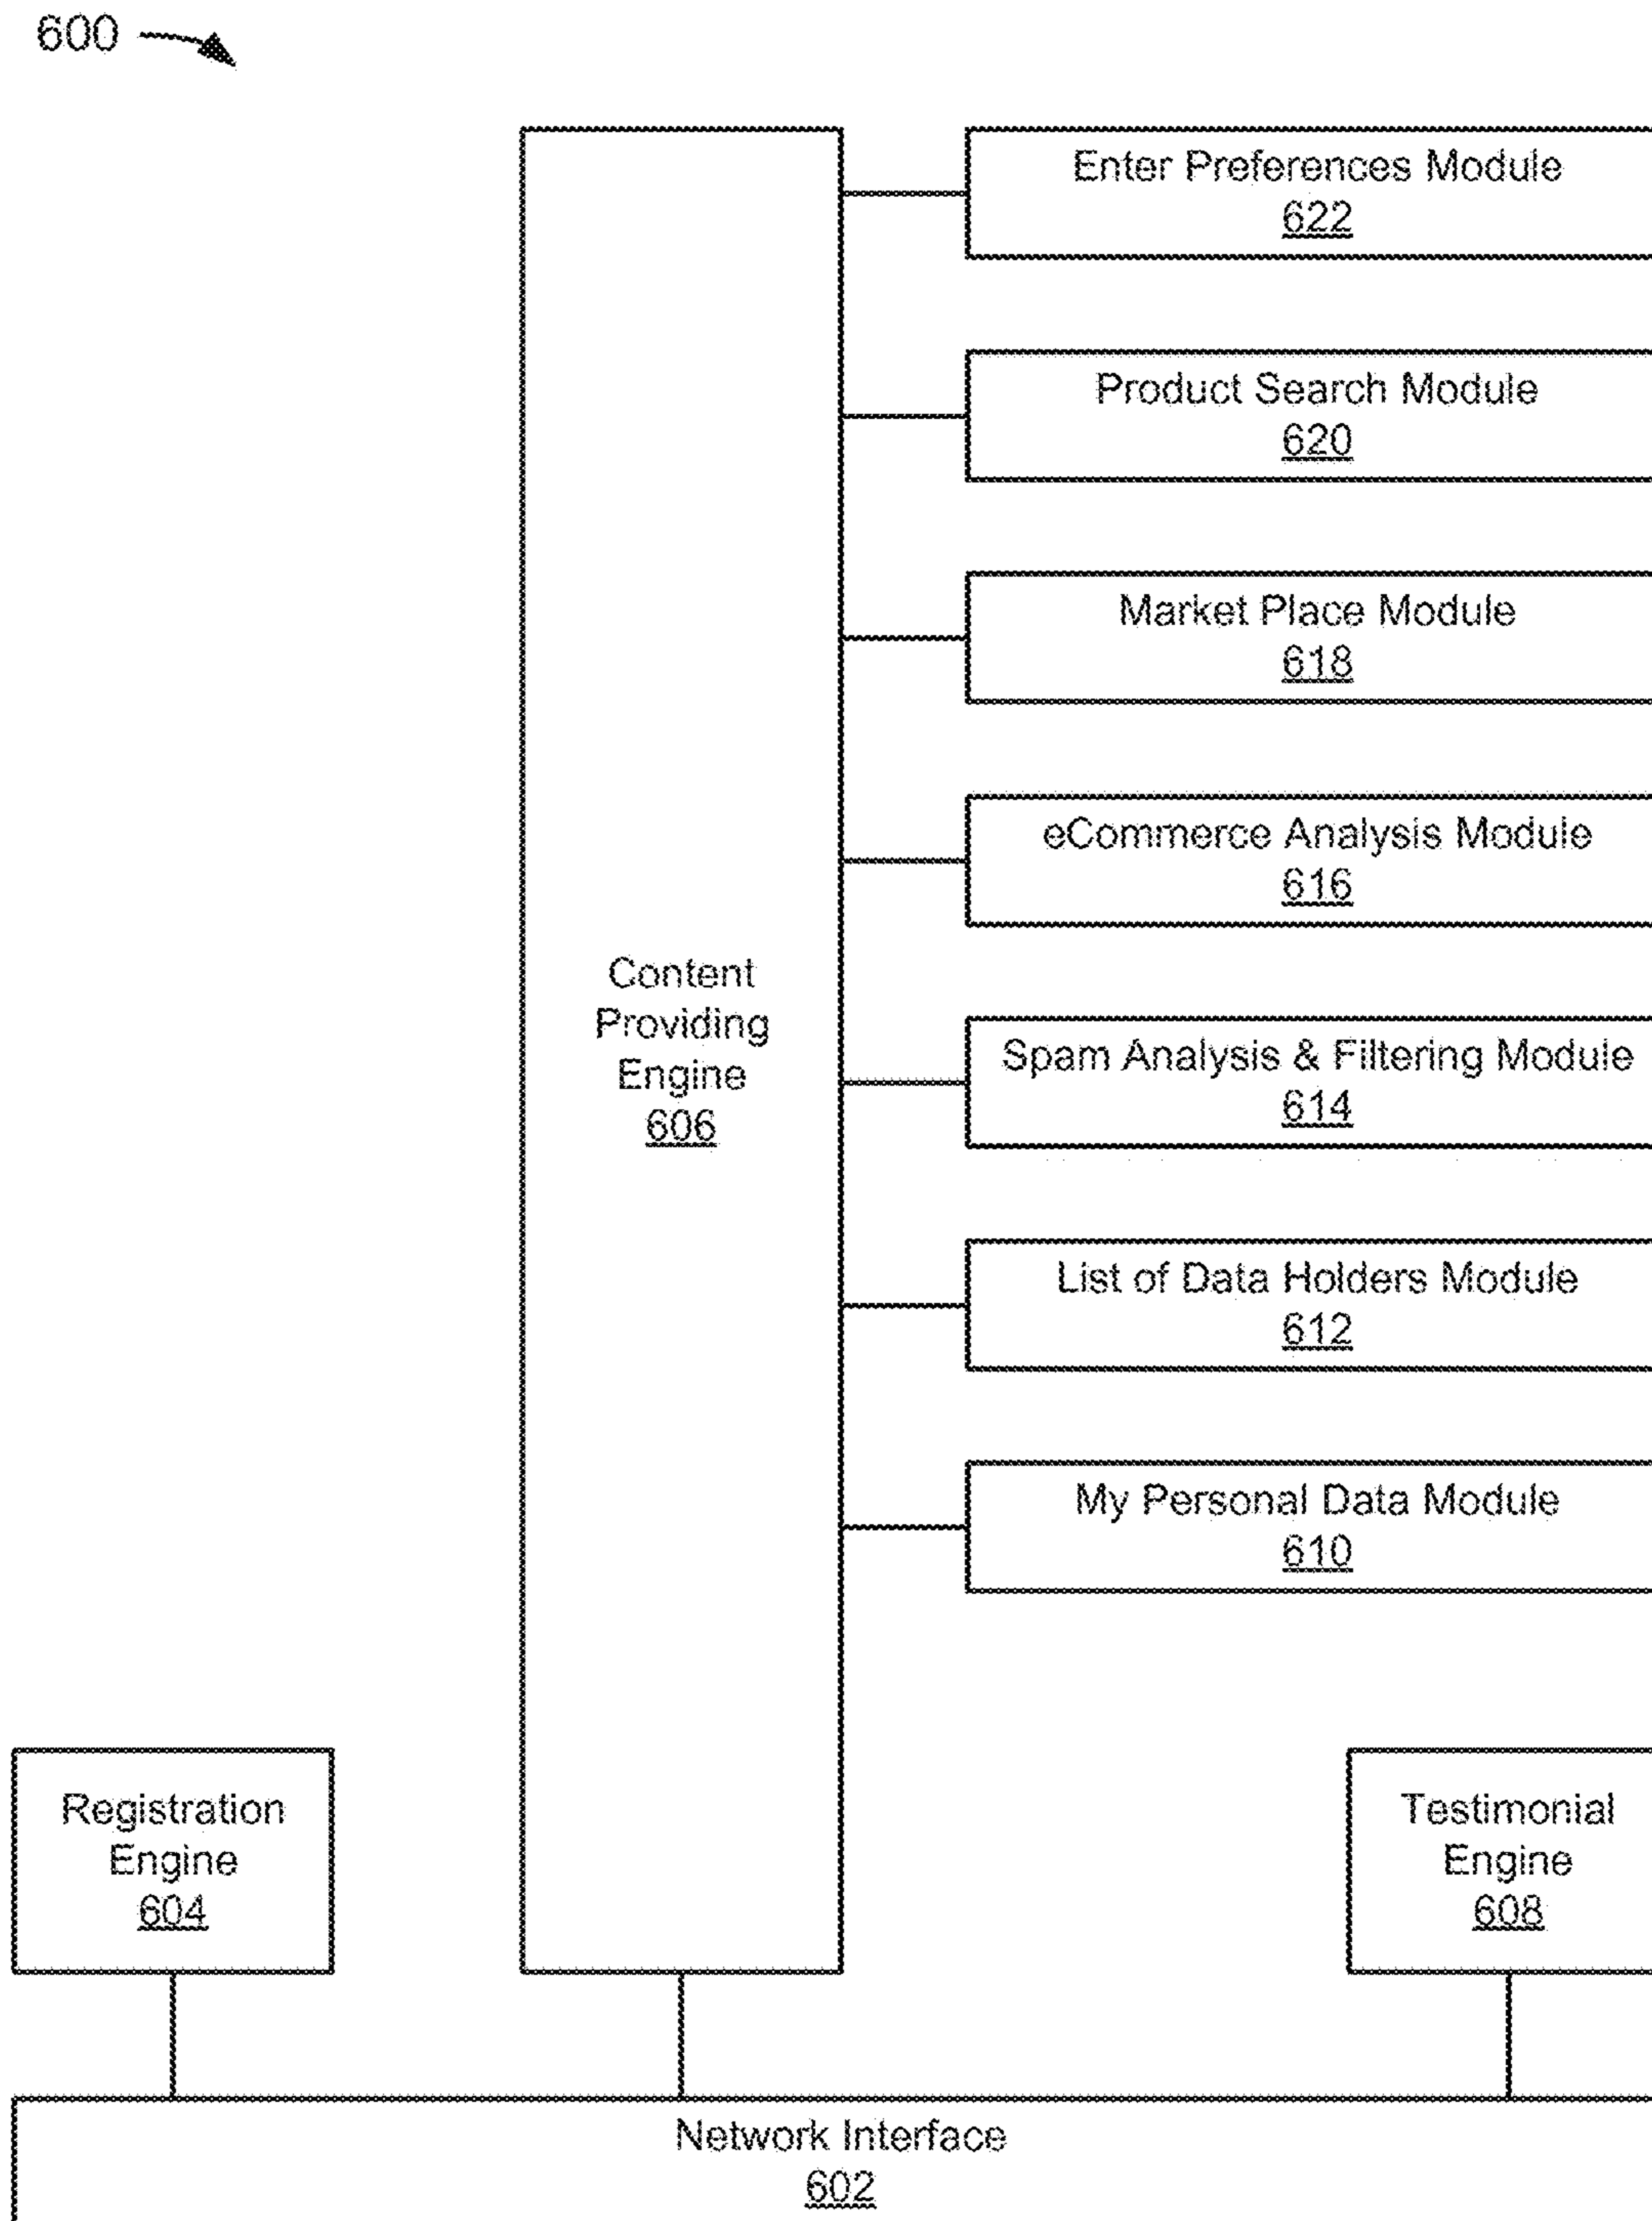 600
Enter Preferences Module
622
Product Search Module
620
Market Place Module
618
eCommerce Analysis Module
616
Content
Providing
Engine
606
Spam Analysis & Filtering Module
614
List of Data Holders Module
612
My Personal Data Module
610
Registration
Engine
604
Testimonial
Engine
608
Network Interface
602